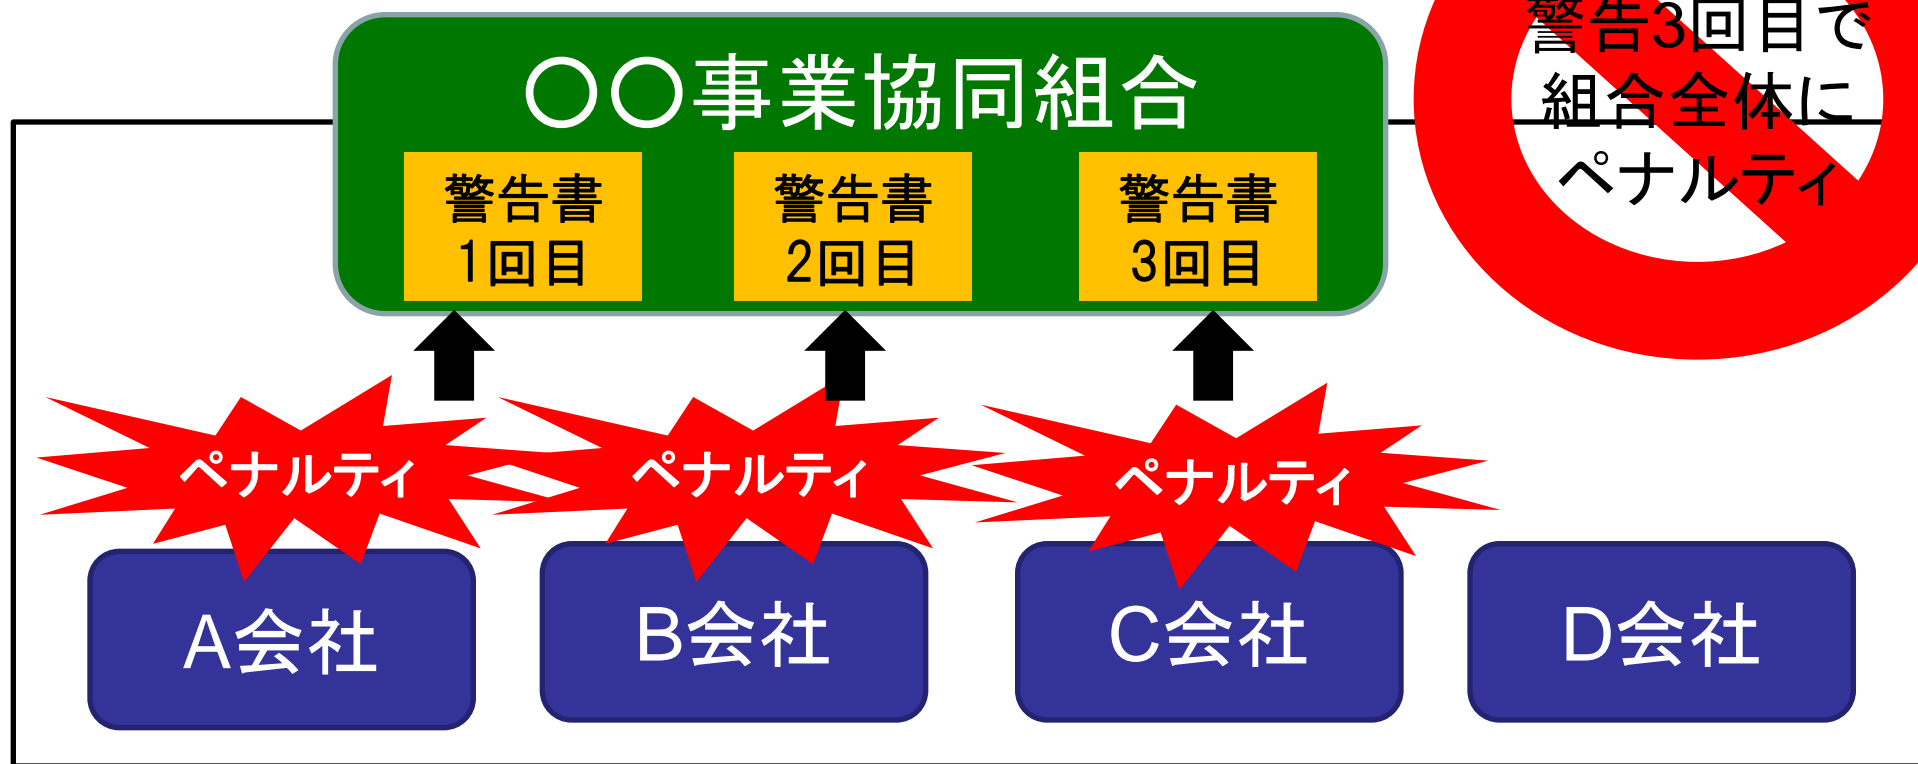 〇〇事業協同組合
警告書
1回目
警告書
2回目
警告書
3回目
警告3回目で
組合全体に
ペナルティ
ペナルティ
ペナルティ
ペナルティ
A会社
B会社
C会社
D会社